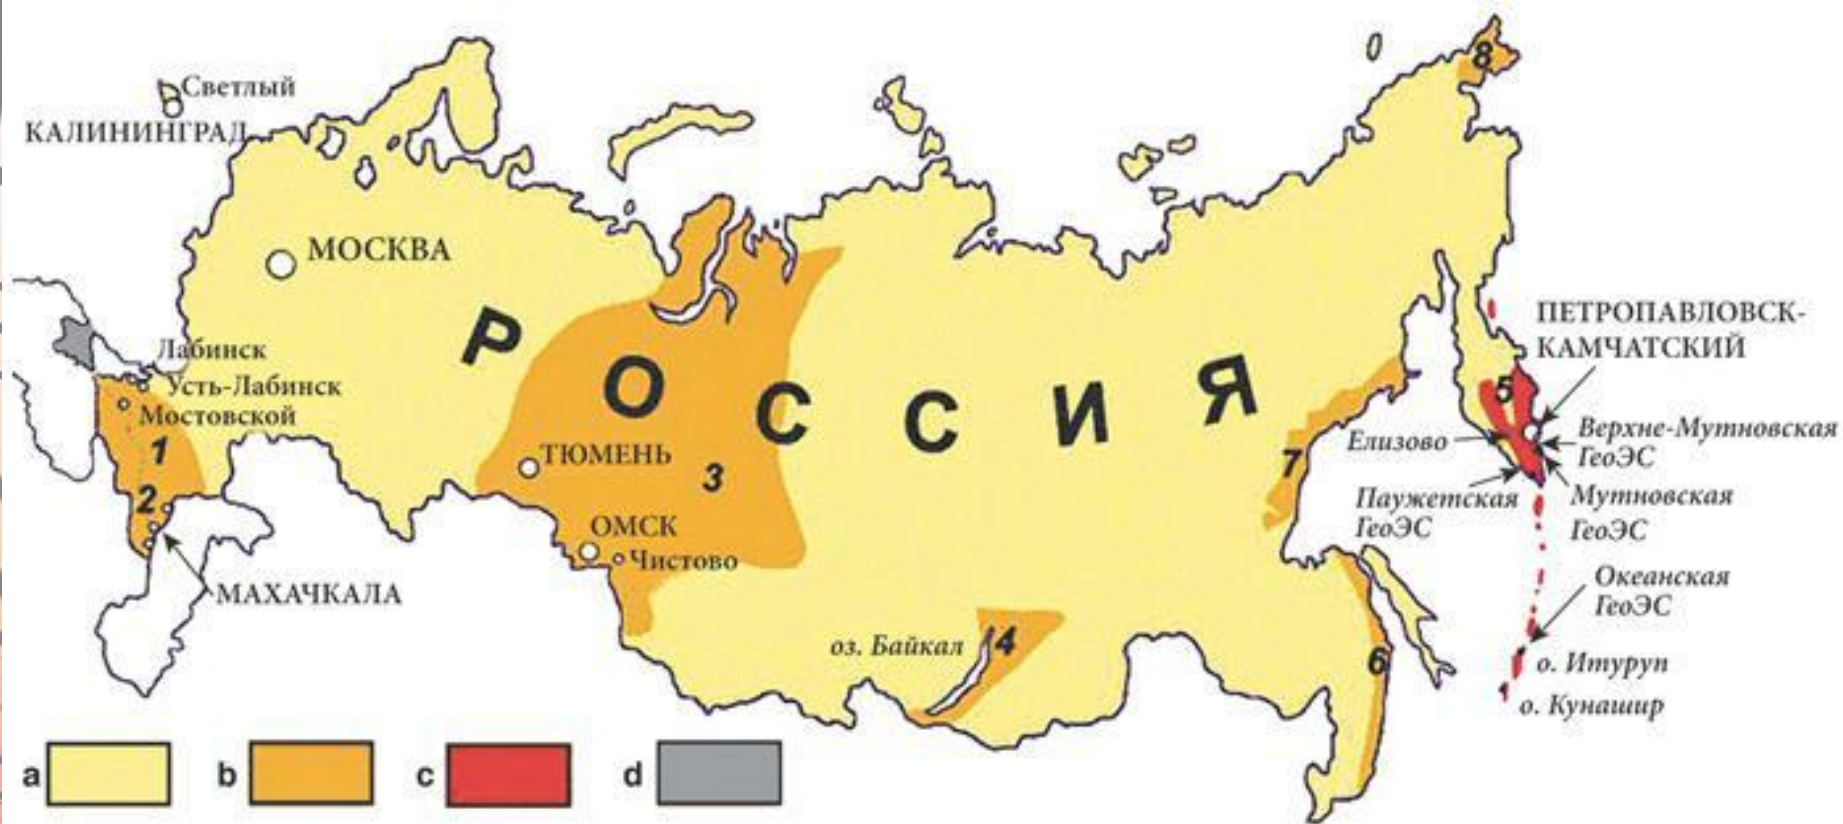 8
Светлый
КАЛИНИНГРАД
МОСКВА
РОССИЯ
ПЕТРОПАВЛОВСК-
КАМЧАТСКИЙ
Лабинск
Усть-Лабинск
Мостовской
1
2
5
Елизово
Верхне-Мутновская
ГеоЭС
ТЮМЕНЬ
3
7
Паужетская
ГеоЭС
Мутновская
ГеоЭС
ОМСК
Чистово
МАХАЧКАЛА
Океанская
ГеоЭС
оз. Байкал
4
6
о. Итуруп
о. Кунашир
a
b
c
d